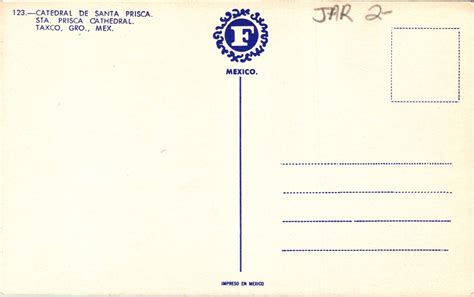 123.—CATEDRAL DE SANTA PRISCA.
STA. PRISCA CATHEDRAL.
TAXCO, GRO., MEX.
F
MEXICO.
JAR 2-
IMPRESO EN MEXICO